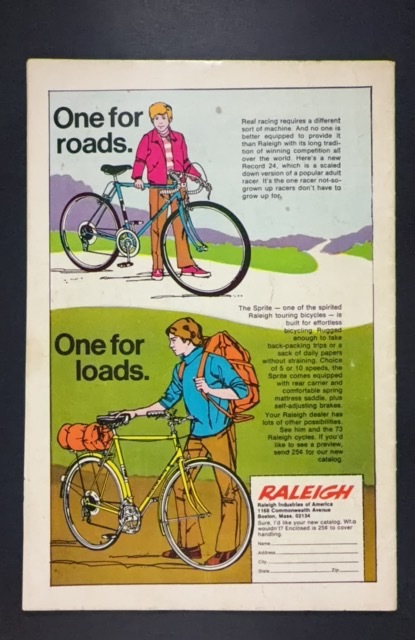 One for
roads.
Real racing requires a different
sort of machine. And no one is
better equipped to provide it
than Raleigh with its long tradi-
tion of winning competition all
over the world. Here's a new
Record 24, which is a scaled
down version of a popular adult
racer. It's the one racer not-so-
grown up racers don't have to
grow up for.
The Sprite — one of the spirited
Raleigh touring bicycles — is
built for effortless
bicycling. Rugged
enough to take
back-packing trips or a
sack of daily papers
without straining. Choice
of 5 or 10 speeds, the
Sprite comes equipped
with rear carrier and
comfortable spring
mattress saddle, plus
self-adjusting brakes.
Your Raleigh dealer has
lots of other possibilities.
See him and the 73
Raleigh cycles. If you'd
like to see a preview,
send 25¢ for our new
catalog.
One for
loads.
RALEIGH
Raleigh Industries of America
1168 Commonwealth Avenue
Boston, Mass. 02134
Sure, I'd like your new catalog. Who
wouldn't? Enclosed is 25¢ to cover
handling.
Name
Address
City
State Zip